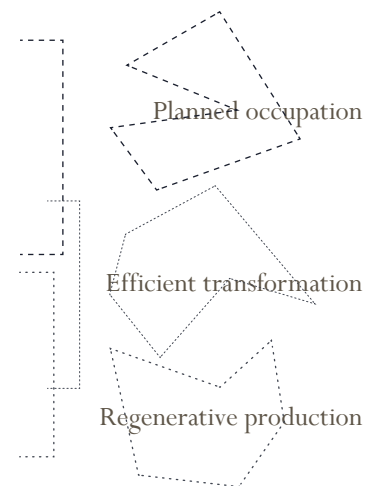 Planned occupation
Efficient transformation
Regenerative production